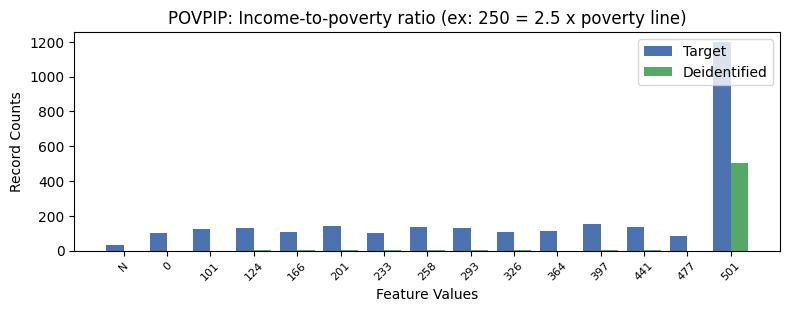 POVPIP: Income-to-poverty ratio (ex: 250 = 2.5 x poverty line)
Target
Deidentified
Record Counts
1200
1000
800
600
400
200
0
N 0 101 124 166 201 233 258 293 326 364 397 441 477 501
Feature Values